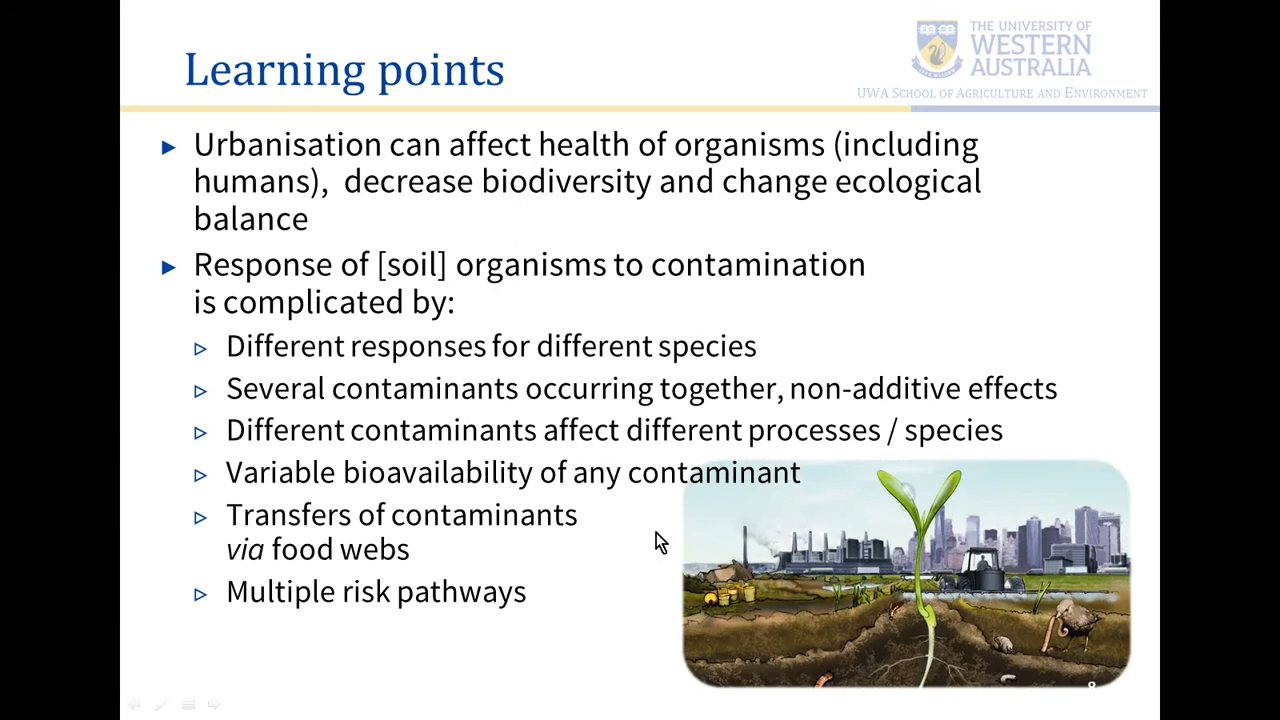 THE UNIVERSITY OF
WESTERN
AUSTRALIA
UWA SCHOOL OF AGRICULTURE AND ENVIRONMENT
Learning points
► Urbanisation can affect health of organisms (including
humans), decrease biodiversity and change ecological
balance
► Response of [soil] organisms to contamination
is complicated by:
▷ Different responses for different species
▷ Several contaminants occurring together, non-additive effects
▷ Different contaminants affect different processes / species
▷ Variable bioavailability of any contaminant
▷ Transfers of contaminants
via food webs
▷ Multiple risk pathways